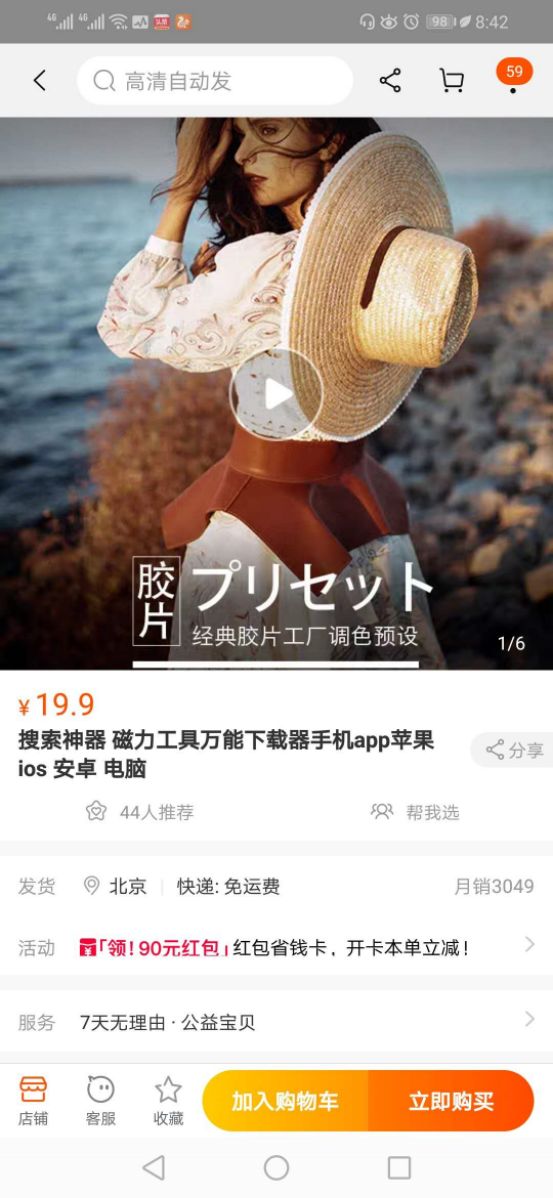 4G 4G 98 8:42
高清自动发
59
胶片
プリセット
经典胶片工厂调色预设
1/6
¥19.9
搜索神器 磁力工具万能下载器手机app苹果
ios 安卓 电脑
分享
44人推荐 帮我选
发货 北京 快递: 免运费 月销3049
活动 「领!90元红包」红包省钱卡，开卡本单立减!
服务 7天无理由 · 公益宝贝
店铺 客服 收藏 加入购物车 立即购买